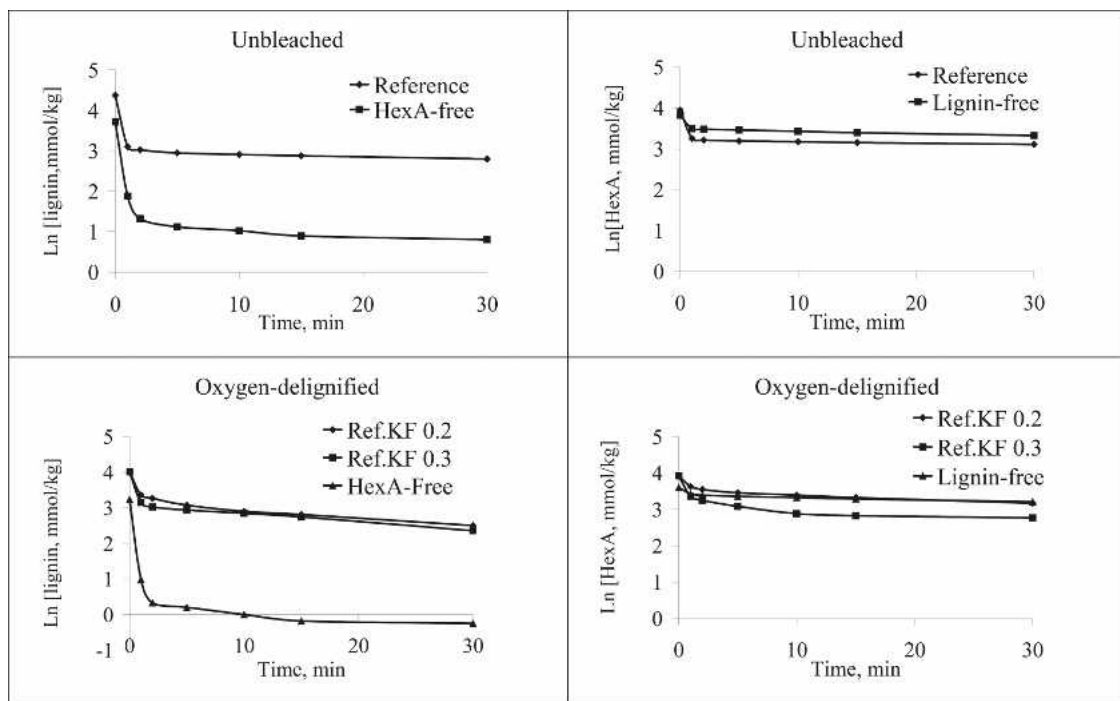 Unbleached
Ln [lignin,mmol/kg]
5
4
3
2
1
0
Reference
HexA-free
0
10
20
30
Time, min
Unbleached
Ln[HexA, mmol/kg]
5
4
3
2
1
0
Reference
Lignin-free
0
10
20
30
Time, mim
Oxygen-delignified
Ln [lignin, mmol/kg]
Ref.KF 0.2
Ref.KF 0.3
HexA-Free
5
4
3
2
1
0
-1
0
10
20
30
Time, min
Oxygen-delignified
Ln [HexA, mmol/kg]
Ref.KF 0.2
Ref.KF 0.3
Lignin-free
5
4
3
2
1
0
0
10
20
30
Time, min